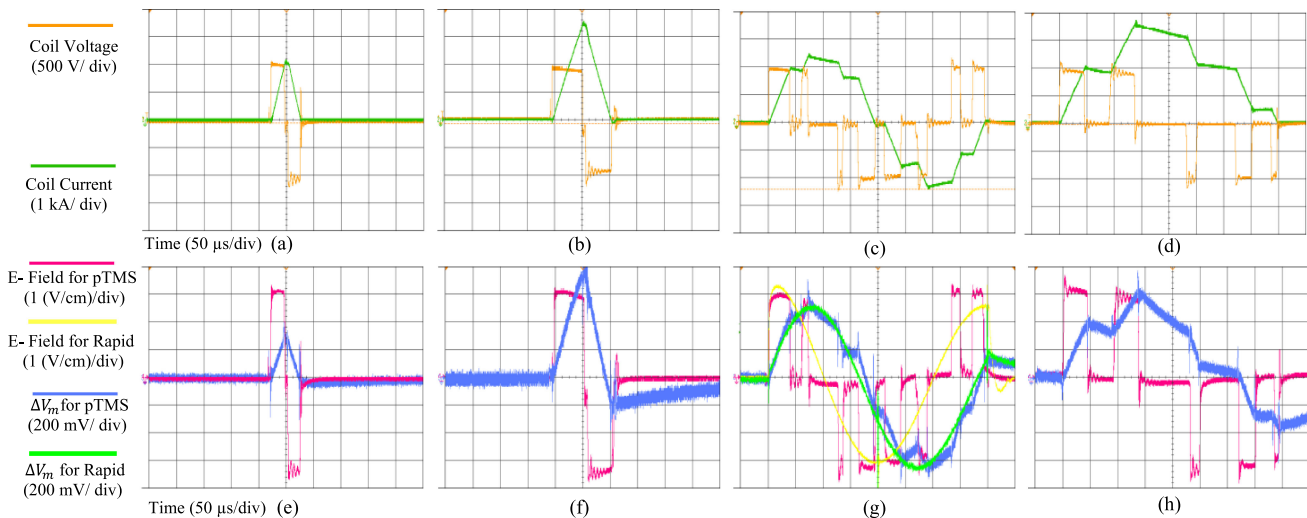 Coil Voltage
(500 V/ div)
Coil Current
(1 kA/ div)
Time (50 µs/div) (a)
(b)
(c)
(d)
E- Field for pTMS
(1 (V/cm)/div)
E- Field for Rapid
(1 (V/cm)/div)
ΔVm for pTMS
(200 mV/ div)
ΔVm for Rapid
(200 mV/ div)
Time (50 µs/div) (e)
(f)
(g)
(h)